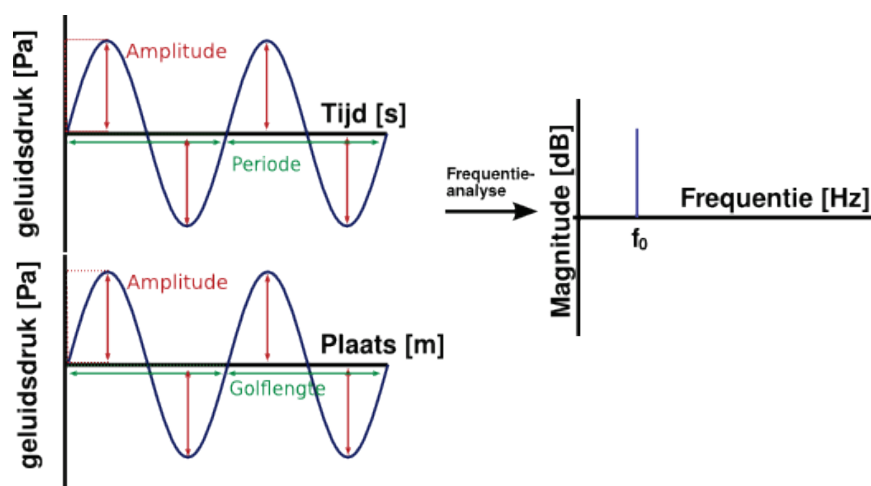 geluidsdruk [Pa]
Amplitude
Tijd [s]
Periode
geluidsdruk [Pa]
Amplitude
Plaats [m]
Golflengte
Frequentie-
analyse
Magnitude [dB]
Frequentie [Hz]
f0